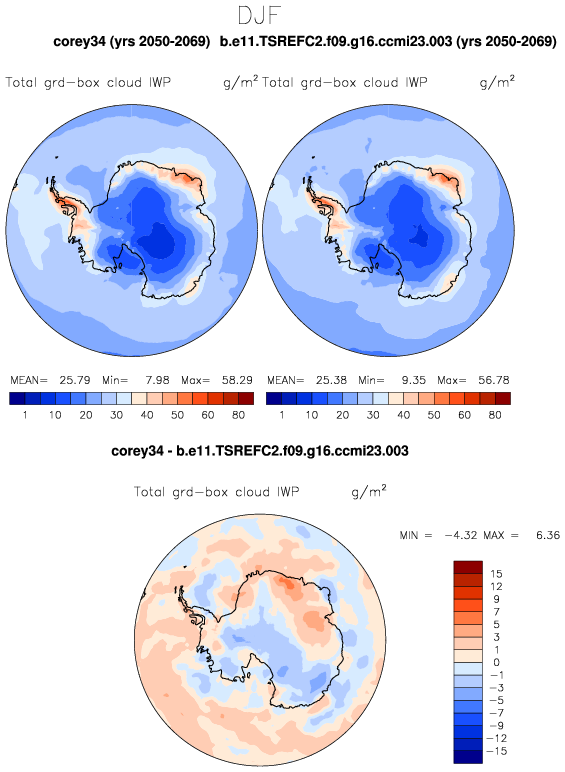 DJF
corey34 (yrs 2050-2069) b.e11.TSREFC2.f09.g16.ccmi23.003 (yrs 2050-2069)
Total grd-box cloud IWP g/m² Total grd-box cloud IWP g/m²
MEAN= 25.79 Min= 7.98 Max= 58.29 MEAN= 25.38 Min= 9.35 Max= 56.78
1 10 20 30 40 50 60 80 1 10 20 30 40 50 60 80
corey34 - b.e11.TSREFC2.f09.g16.ccmi23.003
Total grd-box cloud IWP g/m²
MIN = -4.32 MAX = 6.36
15
12
9
7
5
3
1
0
-1
-3
-5
-7
-9
-12
-15